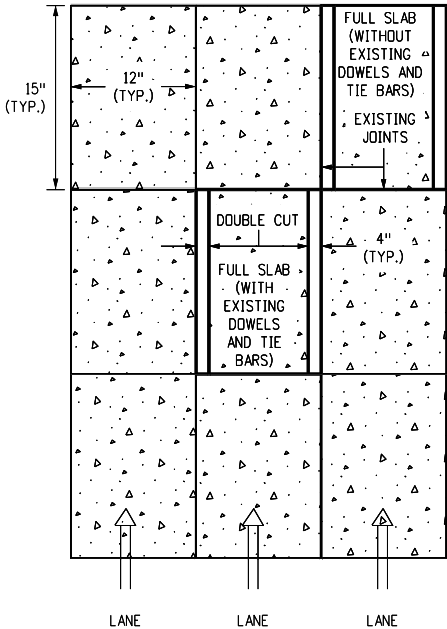 FULL SLAB
(WITHOUT
EXISTING
DOWELS AND
TIE BARS)
15"
(TYP.)
12"
(TYP.)
EXISTING
JOINTS
DOUBLE CUT
4"
(TYP.)
FULL SLAB
(WITH
EXISTING
DOWELS
AND TIE
BARS)
LANE
LANE
LANE